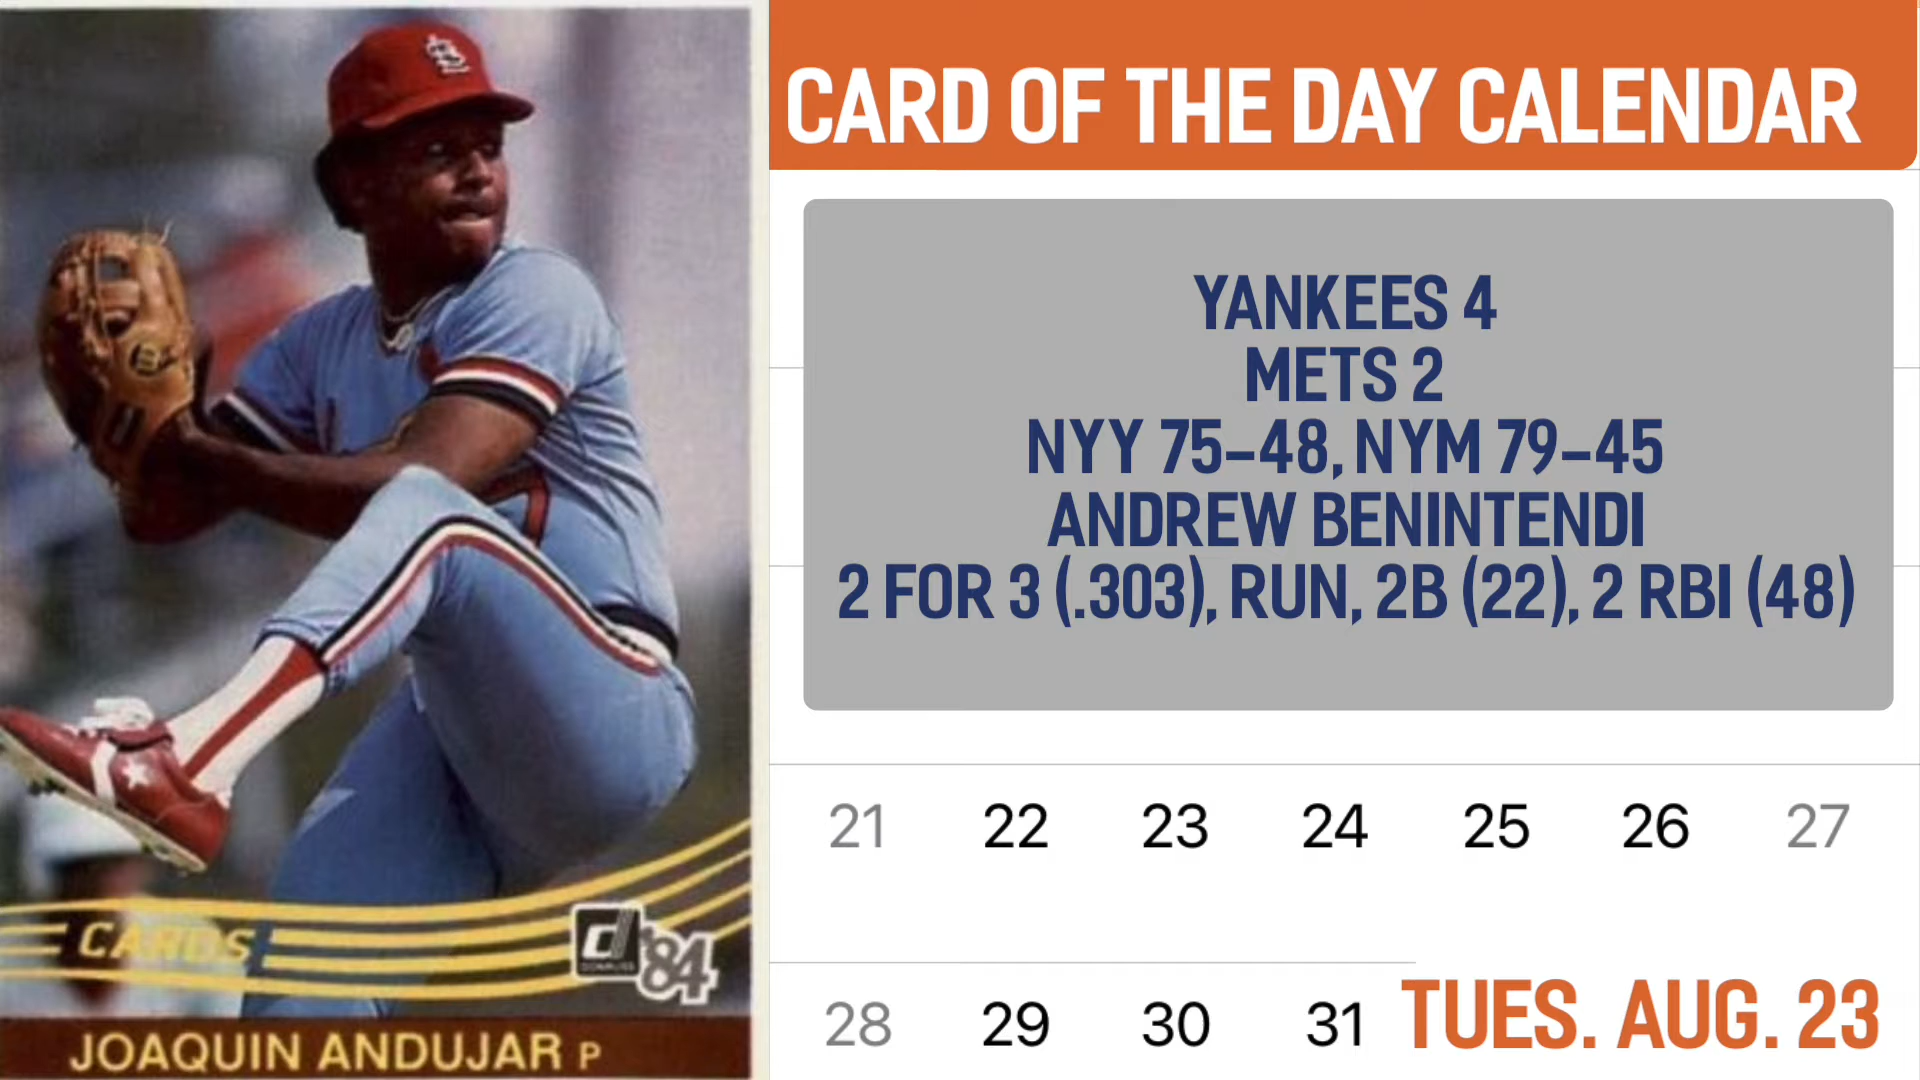 CARD OF THE DAY CALENDAR
YANKEES 4
METS 2
NYY 75–48, NYM 79–45
ANDREW BENINTENDI
2 FOR 3 (.303), RUN, 2B (22), 2 RBI (48)
21 22 23 24 25 26 27
28 29 30 31
TUES. AUG. 23
CARDS
DONRUSS
'84
JOAQUIN ANDUJAR P